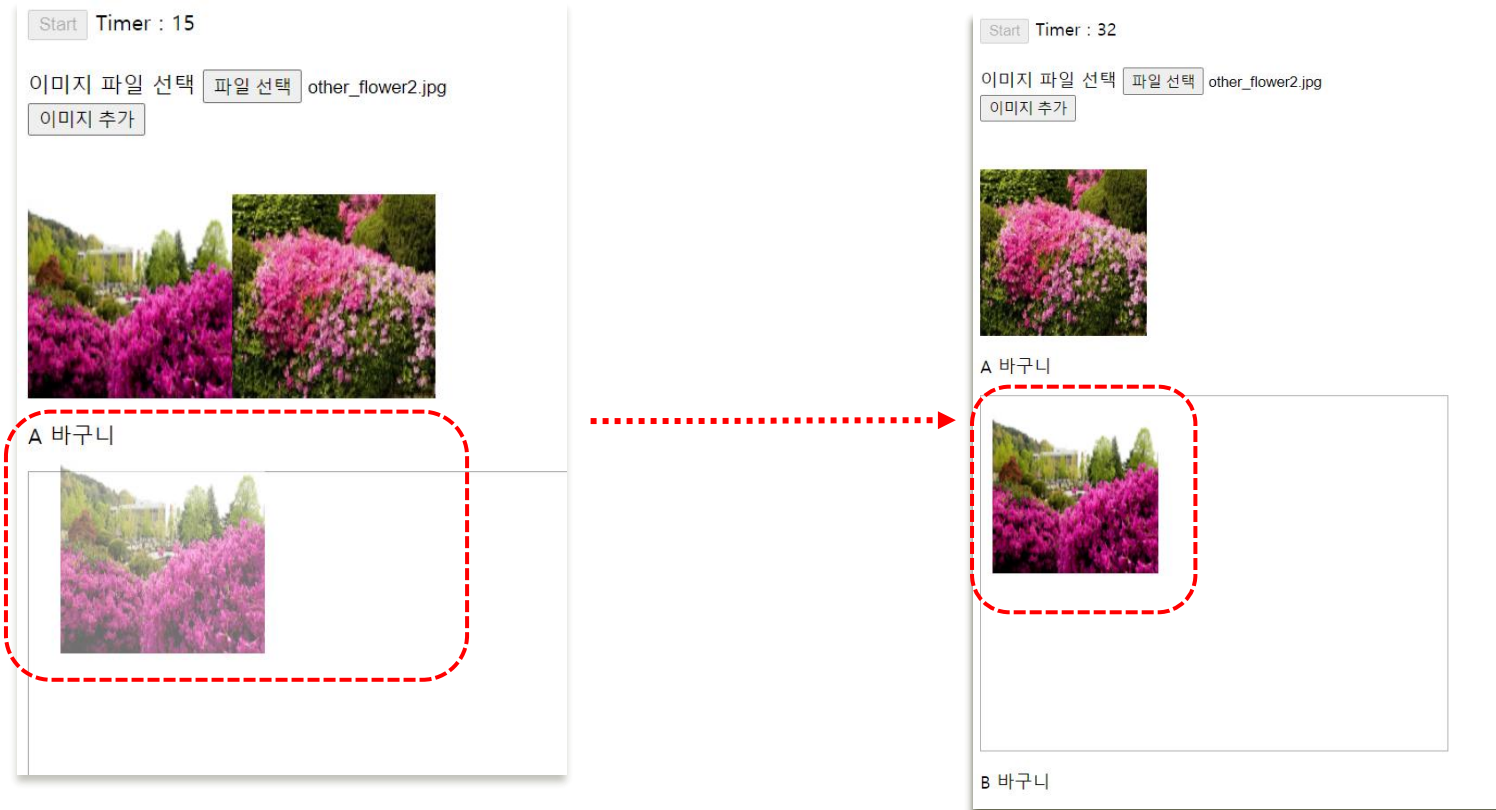 Start Timer : 15
이미지 파일 선택 파일 선택 other_flower2.jpg
이미지 추가
A 바구니
Start Timer : 32
이미지 파일 선택 파일 선택 other_flower2.jpg
이미지 추가
A 바구니
B 바구니